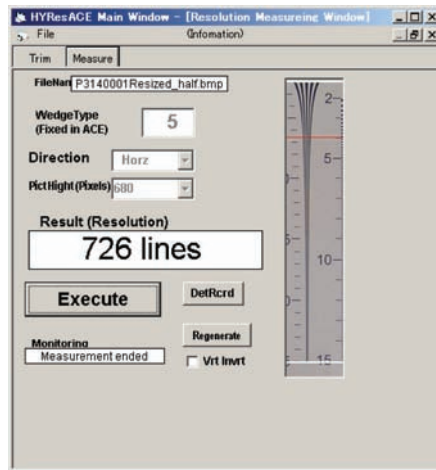 HYResACE Main Window - [Resolution Measureing Window]
File (Infomation)
Trim Measure
FileNam P3140001Resized_half.bmp
WedgeType
(Fixed in ACE) 5
Direction Horz
PictHight(Pixels) 680
Result (Resolution)
726 lines
Execute DetRcrd
Regenerate
Monitoring
Measurement ended
Vrt Invrt
2
5
10
15